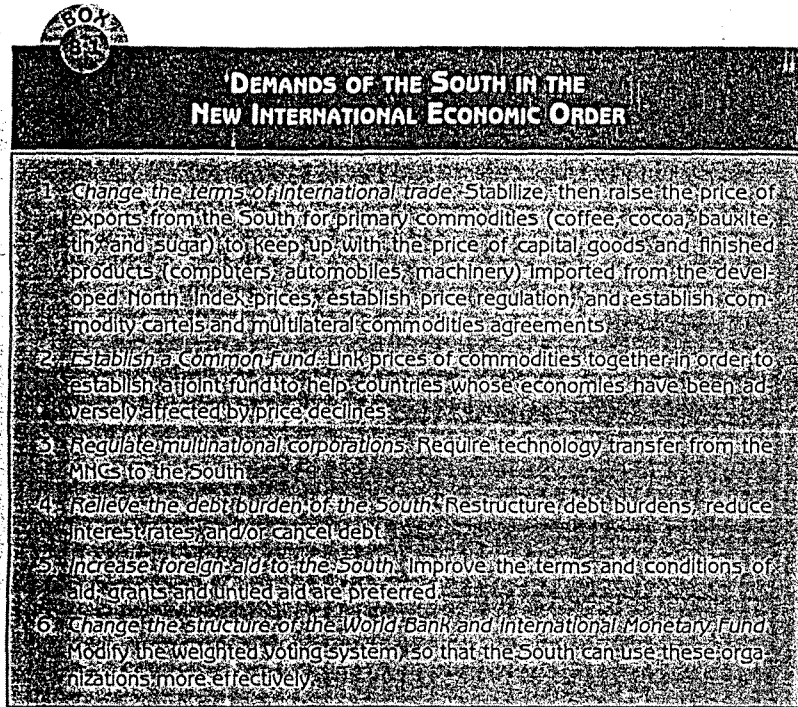 BOX
8.1
DEMANDS OF THE SOUTH IN THE
NEW INTERNATIONAL ECONOMIC ORDER
1. Change the terms of international trade. Stabilize, then raise the price of
exports from the South for primary commodities (coffee, cocoa, bauxite,
tin, and sugar) to keep up with the price of capital goods and finished
products (computers, automobiles, machinery) imported from the devel-
oped North. Index prices, establish price regulation, and establish com-
modity cartels and multilateral commodities agreements.
2. Establish a Common Fund. Link prices of commodities together in order to
establish a joint fund to help countries whose economies have been ad-
versely affected by price declines.
3. Regulate multinational corporations. Require technology transfer from the
MNCs to the South.
4. Relieve the debt burden of the South. Restructure debt burdens, reduce
interest rates, and/or cancel debt.
5. Increase foreign aid to the South. Improve the terms and conditions of
aid; grants and untied aid are preferred.
6. Change the structure of the World Bank and International Monetary Fund.
Modify the weighted voting system, so that the South can use these orga-
nizations more effectively.